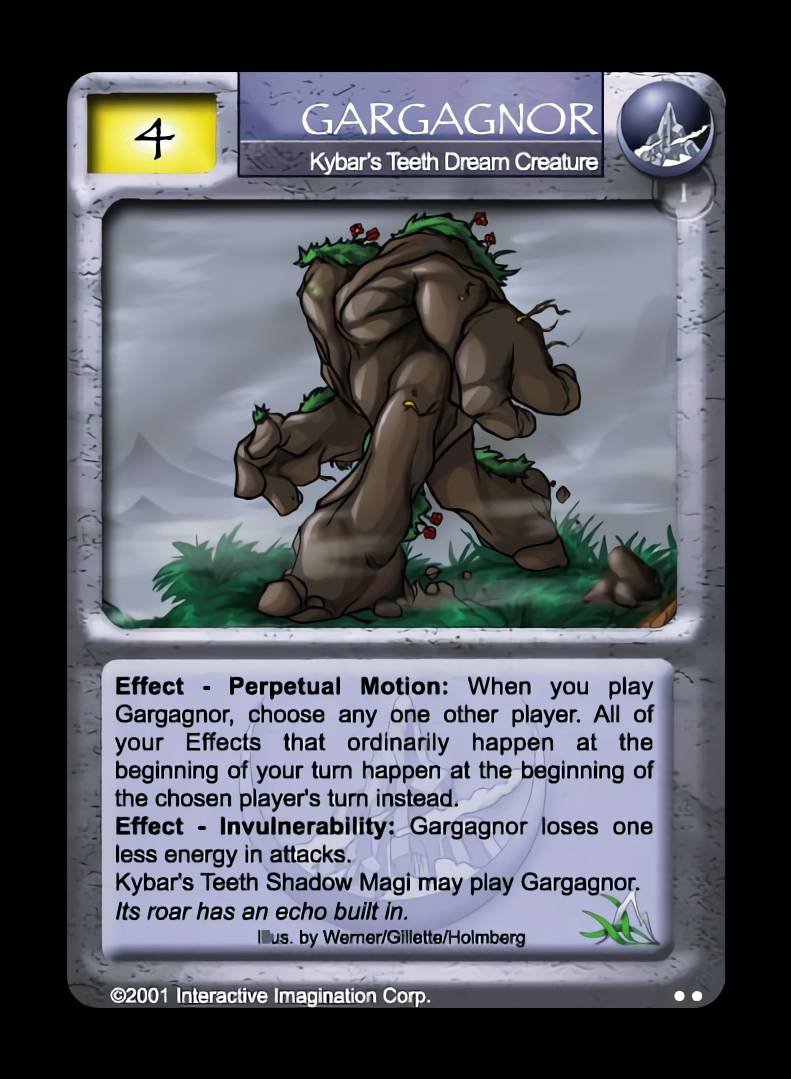 4
GARGAGNOR
Kybar's Teeth Dream Creature
I
Effect - Perpetual Motion: When you play
Gargagnor, choose any one other player. All of
your Effects that ordinarily happen at the
beginning of your turn happen at the beginning of
the chosen player's turn instead.
Effect - Invulnerability: Gargagnor loses one
less energy in attacks.
Kybar's Teeth Shadow Magi may play Gargagnor.
Its roar has an echo built in.
Illus. by Werner/Gillette/Holmberg
©2001 Interactive Imagination Corp.